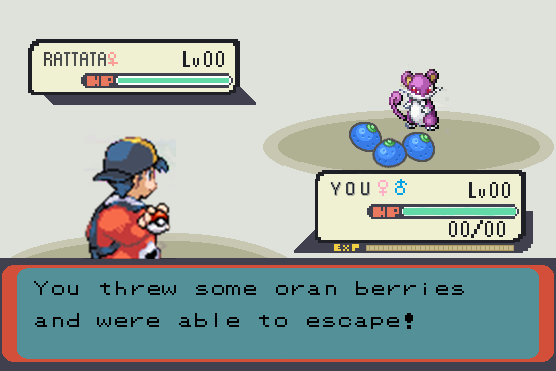 RATTATA♀ Lv00
HP
YOU♀♂ Lv00
HP
00/00
EXP
You threw some oran berries
and were able to escape!